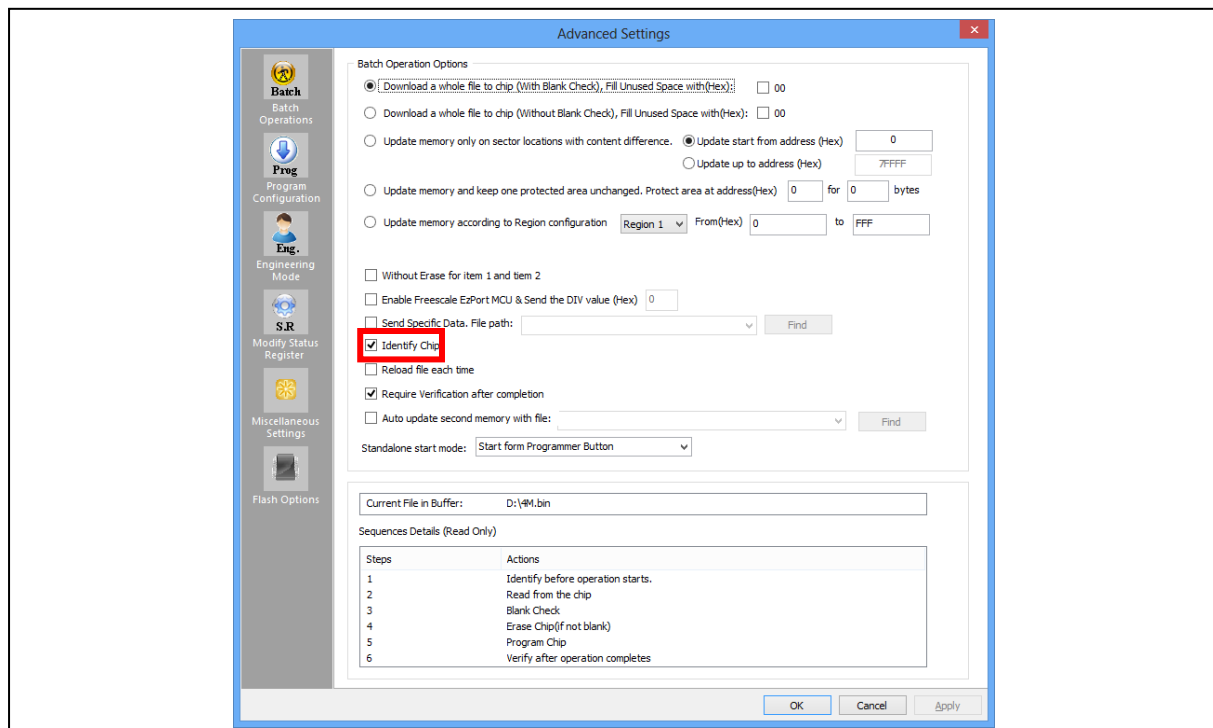 Advanced Settings
Batch
Batch
Operations
Prog
Program
Configuration
Eng.
Engineering
Mode
S.R
Modify Status
Register
Miscellaneous
Settings
Flash Options
Batch Operation Options
Download a whole file to chip (With Blank Check), Fill Unused Space with(Hex): 00
Download a whole file to chip (Without Blank Check), Fill Unused Space with(Hex): 00
Update memory only on sector locations with content difference. Update start from address (Hex) 0
Update up to address (Hex) 7FFFF
Update memory and keep one protected area unchanged. Protect area at address(Hex) 0 for 0 bytes
Update memory according to Region configuration Region 1 From(Hex) 0 to FFF
Without Erase for item 1 and tiem 2
Enable Freescale EzPort MCU & Send the DIV value (Hex) 0
Send Specific Data. File path: Find
Identify Chip
Reload file each time
Require Verification after completion
Auto update second memory with file: Find
Standalone start mode: Start form Programmer Button
Current File in Buffer: D:\4M.bin
Sequences Details (Read Only)
Steps Actions
1 Identify before operation starts.
2 Read from the chip
3 Blank Check
4 Erase Chip(if not blank)
5 Program Chip
6 Verify after operation completes
OK Cancel Apply